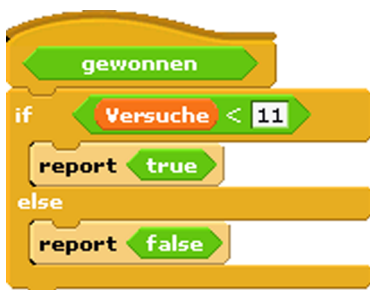 gewonnen
if Versuche < 11
report true
else
report false